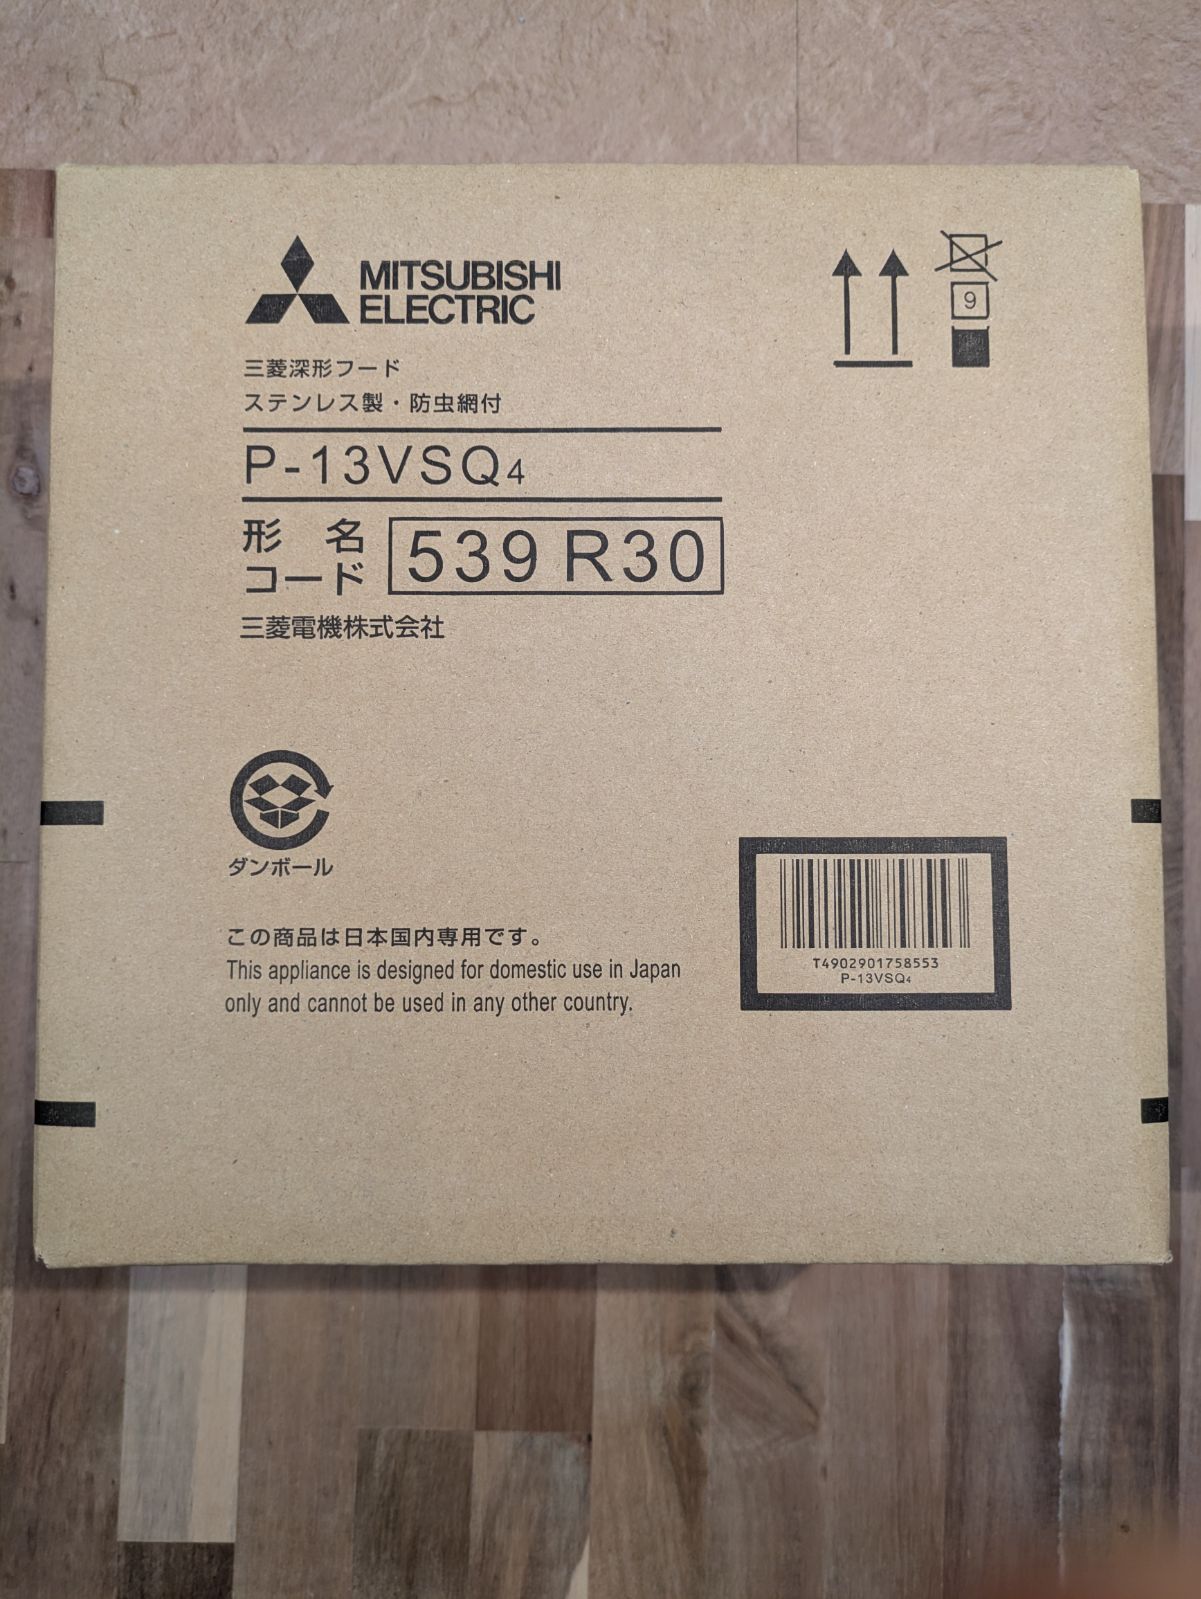 MITSUBISHI
ELECTRIC
三菱深形フード
ステンレス製・防虫網付
P-13VSQ4
形名
コード
539 R30
三菱電機株式会社
9
ダンボール
この商品は日本国内専用です。
This appliance is designed for domestic use in Japan
only and cannot be used in any other country.
T4902901758553
P-13VSQ4